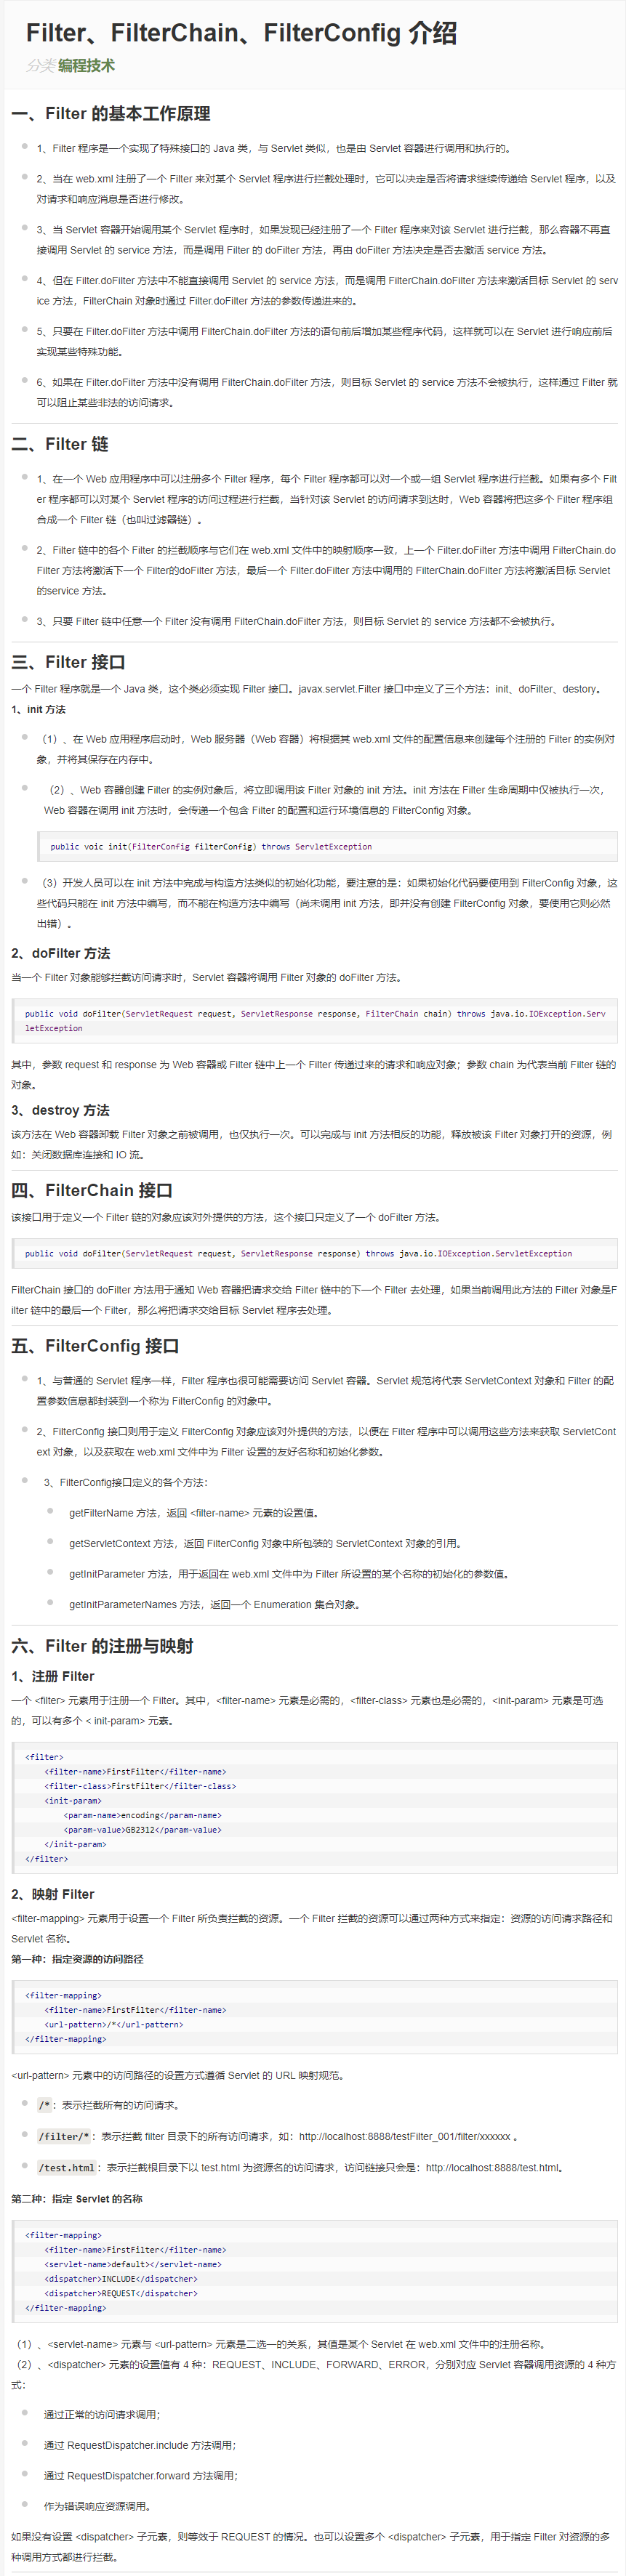 Filter、FilterChain、FilterConfig 介绍
分类 编程技术
一、Filter 的基本工作原理
1、Filter 程序是一个实现了特殊接口的 Java 类，与 Servlet 类似，也是由 Servlet 容器进行调用和执行的。
2、当在 web.xml 注册了一个 Filter 来对某个 Servlet 程序进行拦截处理时，它可以决定是否将请求继续传递给 Servlet 程序，以及
对请求和响应消息是否进行修改。
3、当 Servlet 容器开始调用某个 Servlet 程序时，如果发现已经注册了一个 Filter 程序来对该 Servlet 进行拦截，那么容器不再直
接调用 Servlet 的 service 方法，而是调用 Filter 的 doFilter 方法，再由 doFilter 方法决定是否去激活 service 方法。
4、但在 Filter.doFilter 方法中不能直接调用 Servlet 的 service 方法，而是调用 FilterChain.doFilter 方法来激活目标 Servlet 的 serv
ice 方法，FilterChain 对象时通过 Filter.doFilter 方法的参数传递进来的。
5、只要在 Filter.doFilter 方法中调用 FilterChain.doFilter 方法的语句前后增加某些程序代码，这样就可以在 Servlet 进行响应前后
实现某些特殊功能。
6、如果在 Filter.doFilter 方法中没有调用 FilterChain.doFilter 方法，则目标 Servlet 的 service 方法不会被执行，这样通过 Filter 就
可以阻止某些非法的访问请求。
二、Filter 链
1、在一个 Web 应用程序中可以注册多个 Filter 程序，每个 Filter 程序都可以对一个或一组 Servlet 程序进行拦截。如果有多个 Filt
er 程序都可以对某个 Servlet 程序的访问过程进行拦截，当针对该 Servlet 的访问请求到达时，Web 容器将把这多个 Filter 程序组
合成一个 Filter 链（也叫过滤器链）。
2、Filter 链中的各个 Filter 的拦截顺序与它们在 web.xml 文件中的映射顺序一致，上一个 Filter.doFilter 方法中调用 FilterChain.do
Filter 方法将激活下一个 Filter的doFilter 方法，最后一个 Filter.doFilter 方法中调用的 FilterChain.doFilter 方法将激活目标 Servlet
的service 方法。
3、只要 Filter 链中任意一个 Filter 没有调用 FilterChain.doFilter 方法，则目标 Servlet 的 service 方法都不会被执行。
三、Filter 接口
一个 Filter 程序就是一个 Java 类，这个类必须实现 Filter 接口。javax.servlet.Filter 接口中定义了三个方法：init、doFilter、destory。
1、init 方法
（1）、在 Web 应用程序启动时，Web 服务器（Web 容器）将根据其 web.xml 文件的配置信息来创建每个注册的 Filter 的实例对
象，并将其保存在内存中。
（2）、Web 容器创建 Filter 的实例对象后，将立即调用该 Filter 对象的 init 方法。init 方法在 Filter 生命周期中仅被执行一次，
Web 容器在调用 init 方法时，会传递一个包含 Filter 的配置和运行环境信息的 FilterConfig 对象。
public voic init(FilterConfig filterConfig) throws ServletException
（3）开发人员可以在 init 方法中完成与构造方法类似的初始化功能，要注意的是：如果初始化代码要使用到 FilterConfig 对象，这
些代码只能在 init 方法中编写，而不能在构造方法中编写（尚未调用 init 方法，即并没有创建 FilterConfig 对象，要使用它则必然
出错）。
2、doFilter 方法
当一个 Filter 对象能够拦截访问请求时，Servlet 容器将调用 Filter 对象的 doFilter 方法。
public void doFilter(ServletRequest request, ServletResponse response, FilterChain chain) throws java.io.IOException.Serv
letException
其中，参数 request 和 response 为 Web 容器或 Filter 链中上一个 Filter 传递过来的请求和响应对象；参数 chain 为代表当前 Filter 链的
对象。
3、destroy 方法
该方法在 Web 容器卸载 Filter 对象之前被调用，也仅执行一次。可以完成与 init 方法相反的功能，释放被该 Filter 对象打开的资源，例
如：关闭数据库连接和 IO 流。
四、FilterChain 接口
该接口用于定义一个 Filter 链的对象应该对外提供的方法，这个接口只定义了一个 doFilter 方法。
public void doFilter(ServletRequest request, ServletResponse response) throws java.io.IOException.ServletException
FilterChain 接口的 doFilter 方法用于通知 Web 容器把请求交给 Filter 链中的下一个 Filter 去处理，如果当前调用此方法的 Filter 对象是F
ilter 链中的最后一个 Filter，那么将把请求交给目标 Servlet 程序去处理。
五、FilterConfig 接口
1、与普通的 Servlet 程序一样，Filter 程序也很可能需要访问 Servlet 容器。Servlet 规范将代表 ServletContext 对象和 Filter 的配
置参数信息都封装到一个称为 FilterConfig 的对象中。
2、FilterConfig 接口则用于定义 FilterConfig 对象应该对外提供的方法，以便在 Filter 程序中可以调用这些方法来获取 ServletCont
ext 对象，以及获取在 web.xml 文件中为 Filter 设置的友好名称和初始化参数。
3、FilterConfig接口定义的各个方法：
getFilterName 方法，返回 <filter-name> 元素的设置值。
getServletContext 方法，返回 FilterConfig 对象中所包装的 ServletContext 对象的引用。
getInitParameter 方法，用于返回在 web.xml 文件中为 Filter 所设置的某个名称的初始化的参数值。
getInitParameterNames 方法，返回一个 Enumeration 集合对象。
六、Filter 的注册与映射
1、注册 Filter
一个 <filter> 元素用于注册一个 Filter。其中，<filter-name> 元素是必需的，<filter-class> 元素也是必需的，<init-param> 元素是可选
的，可以有多个 < init-param> 元素。
<filter>
<filter-name>FirstFilter</filter-name>
<filter-class>FirstFilter</filter-class>
<init-param>
<param-name>encoding</param-name>
<param-value>GB2312</param-value>
</init-param>
</filter>
2、映射 Filter
<filter-mapping> 元素用于设置一个 Filter 所负责拦截的资源。一个 Filter 拦截的资源可以通过两种方式来指定：资源的访问请求路径和
Servlet 名称。
第一种：指定资源的访问路径
<filter-mapping>
<filter-name>FirstFilter</filter-name>
<url-pattern>/*</url-pattern>
</filter-mapping>
<url-pattern> 元素中的访问路径的设置方式遵循 Servlet 的 URL 映射规范。
/*：表示拦截所有的访问请求。
/filter/*：表示拦截 filter 目录下的所有访问请求，如：http://localhost:8888/testFilter_001/filter/xxxxxx 。
/test.html：表示拦截根目录下以 test.html 为资源名的访问请求，访问链接只会是：http://localhost:8888/test.html。
第二种：指定 Servlet 的名称
<filter-mapping>
<filter-name>FirstFilter</filter-name>
<servlet-name>default></servlet-name>
<dispatcher>INCLUDE</dispatcher>
<dispatcher>REQUEST</dispatcher>
</filter-mapping>
（1）、<servlet-name> 元素与 <url-pattern> 元素是二选一的关系，其值是某个 Servlet 在 web.xml 文件中的注册名称。
（2）、<dispatcher> 元素的设置值有 4 种：REQUEST、INCLUDE、FORWARD、ERROR，分别对应 Servlet 容器调用资源的 4 种方
式：
通过正常的访问请求调用；
通过 RequestDispatcher.include 方法调用；
通过 RequestDispatcher.forward 方法调用；
作为错误响应资源调用。
如果没有设置 <dispatcher> 子元素，则等效于 REQUEST 的情况。也可以设置多个 <dispatcher> 子元素，用于指定 Filter 对资源的多
种调用方式都进行拦截。